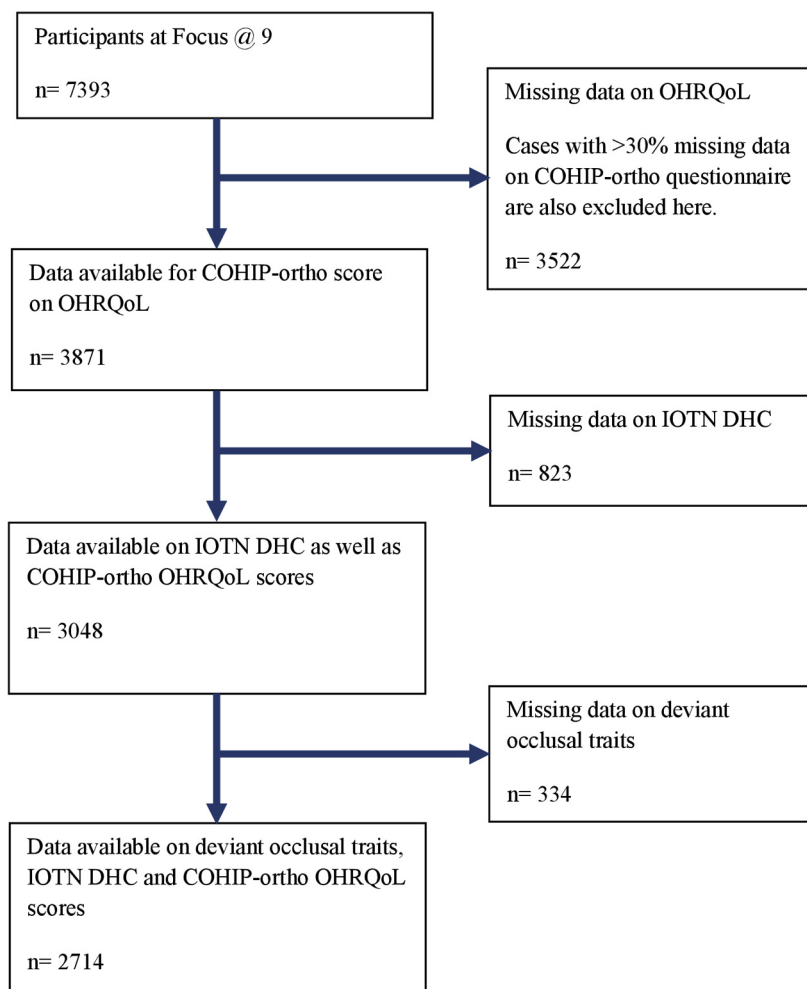 Participants at Focus @ 9
n= 7393
Missing data on OHRQoL
Cases with >30% missing data
on COHIP-ortho questionnaire
are also excluded here.
n= 3522
Data available for COHIP-ortho score
on OHRQoL
n= 3871
Missing data on IOTN DHC
n= 823
Data available on IOTN DHC as well as
COHIP-ortho OHRQoL scores
n= 3048
Missing data on deviant
occlusal traits
n= 334
Data available on deviant occlusal traits,
IOTN DHC and COHIP-ortho OHRQoL
scores
n= 2714